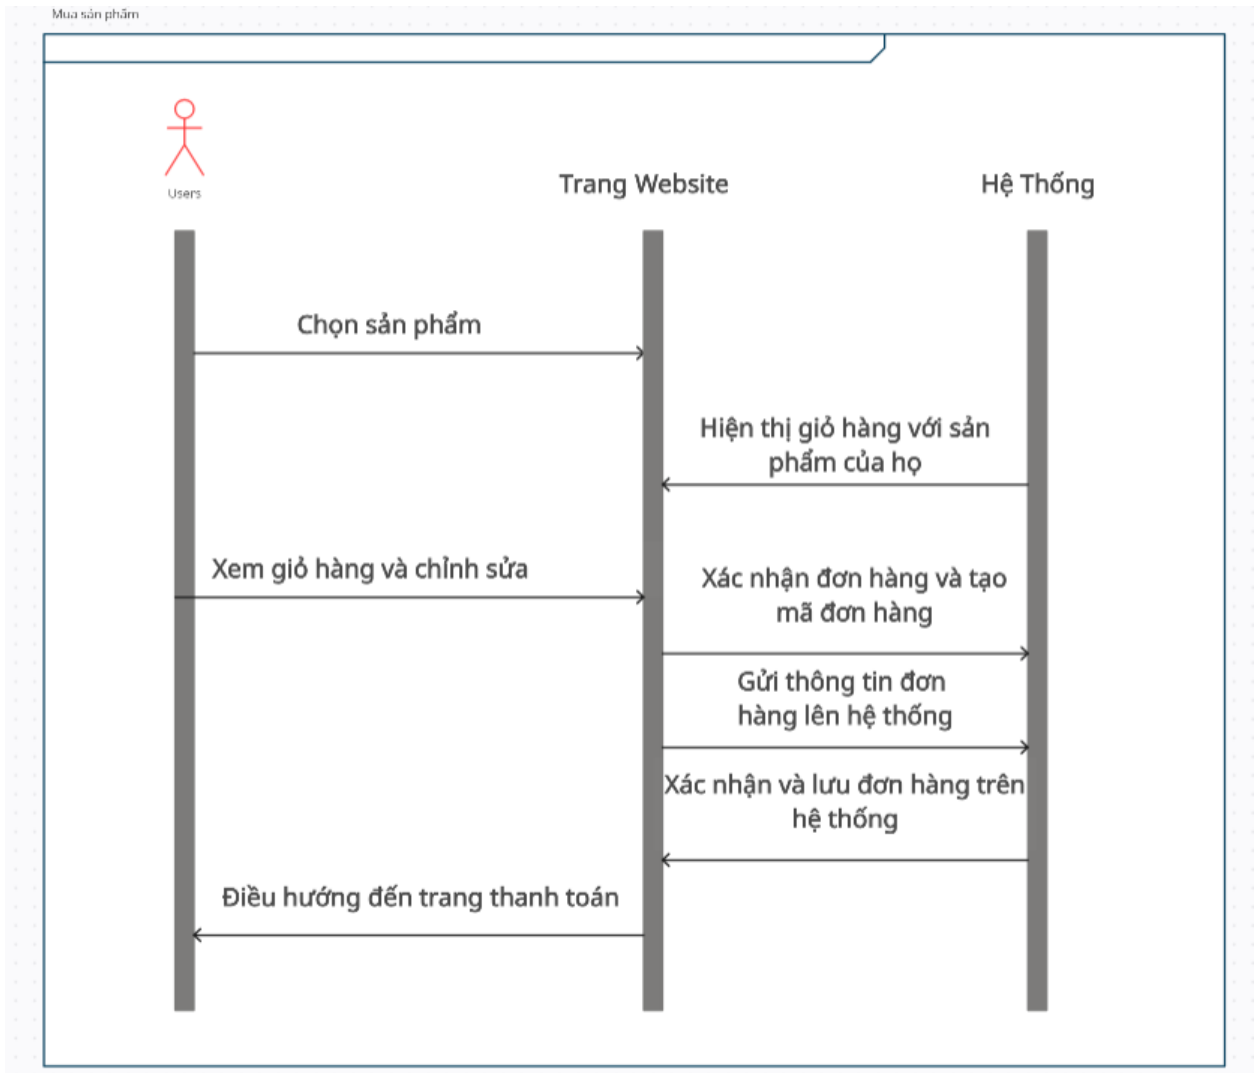 Mua sản phẩm
Users
Trang Website
Hệ Thống
Chọn sản phẩm
Hiện thị giỏ hàng với sản
phẩm của họ
Xem giỏ hàng và chỉnh sửa
Xác nhận đơn hàng và tạo
mã đơn hàng
Gửi thông tin đơn
hàng lên hệ thống
Xác nhận và lưu đơn hàng trên
hệ thống
Điều hướng đến trang thanh toán